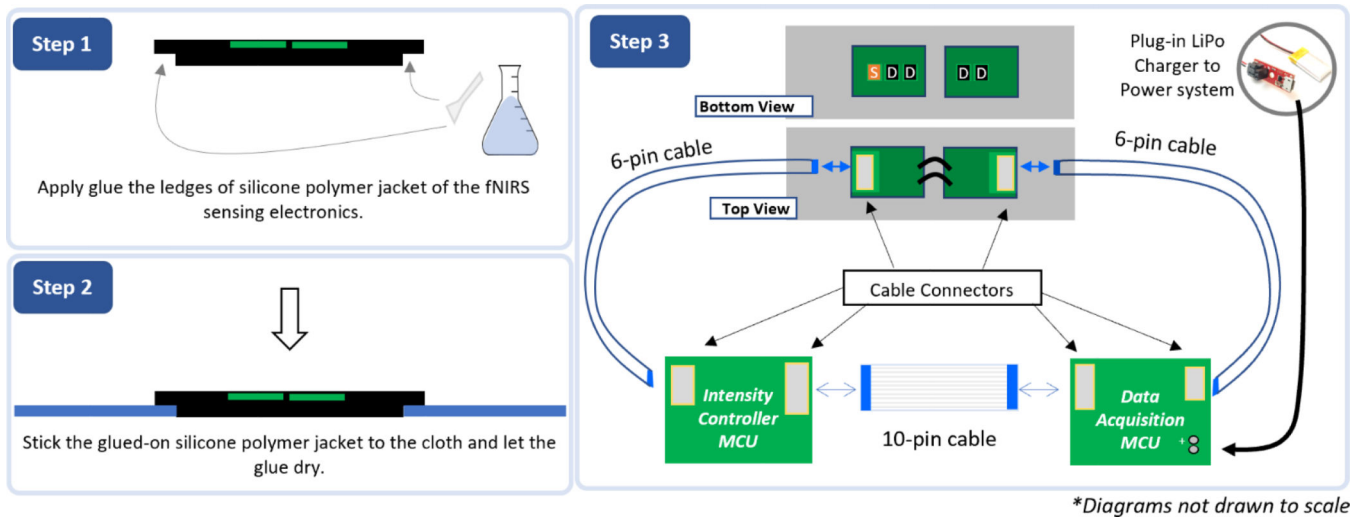 Step 1
Apply glue the ledges of silicone polymer jacket of the fNIRS
sensing electronics.
Step 2
Stick the glued-on silicone polymer jacket to the cloth and let the
glue dry.
Step 3
S D D
D D
Bottom View
Plug-in LiPo
Charger to
Power system
6-pin cable
6-pin cable
Top View
Cable Connectors
Intensity
Controller
MCU
10-pin cable
Data
Acquisition
MCU
+
*Diagrams not drawn to scale